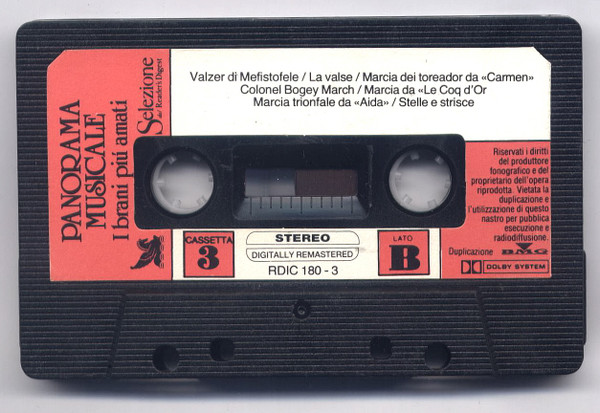 Valzer di Mefistofele / La valse / Marcia dei toreador da «Carmen»
Colonel Bogey March / Marcia da «Le Coq d'Or
Marcia trionfale da «Aida» / Stelle e strisce
PANORAMA
MUSICALE
I brani piú amati
Selezione
dal Reader's Digest
Riservati i diritti
del produttore
fonografico e del
proprietario dell'opera
riprodotta. Vietata la
duplicazione e
l'utilizzazione di questo
nastro per pubblica
esecuzione e
radiodiffusione.
Duplicazione BMG
DOLBY SYSTEM
CASSETTA
3
STEREO
DIGITALLY REMASTERED
RDIC 180 - 3
LATO
B